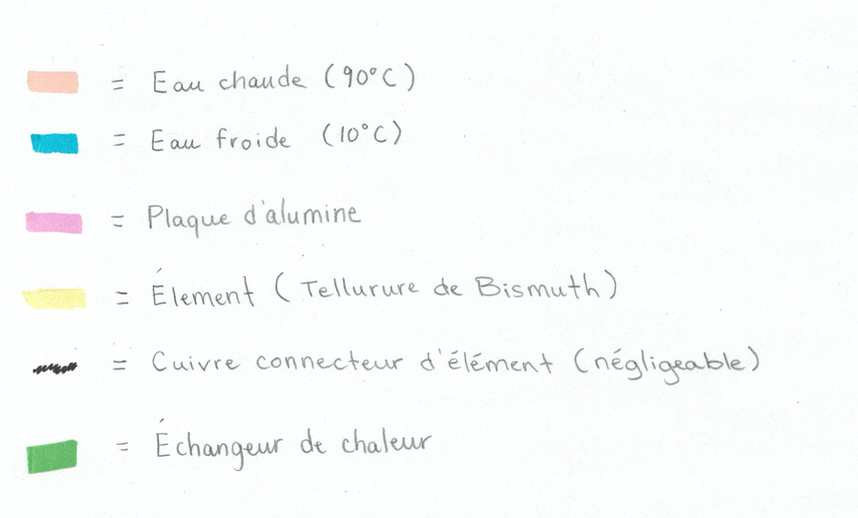 = Eau chaude (90°C)
= Eau froide (10°C)
= Plaque d'alumine
= Élement (Tellurure de Bismuth)
= Cuivre connecteur d'élément (négligeable)
= Échangeur de chaleur